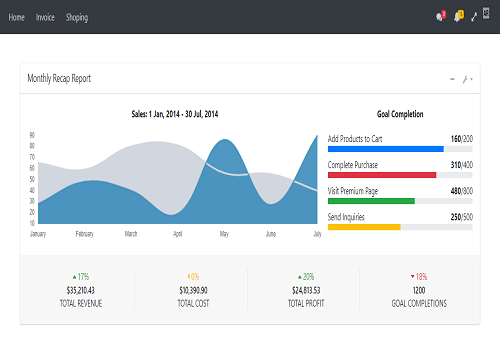 Home Invoice Shoping
Monthly Recap Report
Sales: 1 Jan, 2014 - 30 Jul, 2014
90
80
70
60
50
40
30
20
10
January February March April May June July
Goal Completion
Add Products to Cart 160/200
Complete Purchase 310/400
Visit Premium Page 480/800
Send Inquiries 250/500
17% 0% 20% 18%
$35,210.43 $10,390.90 $24,813.53 1200
TOTAL REVENUE TOTAL COST TOTAL PROFIT GOAL COMPLETIONS